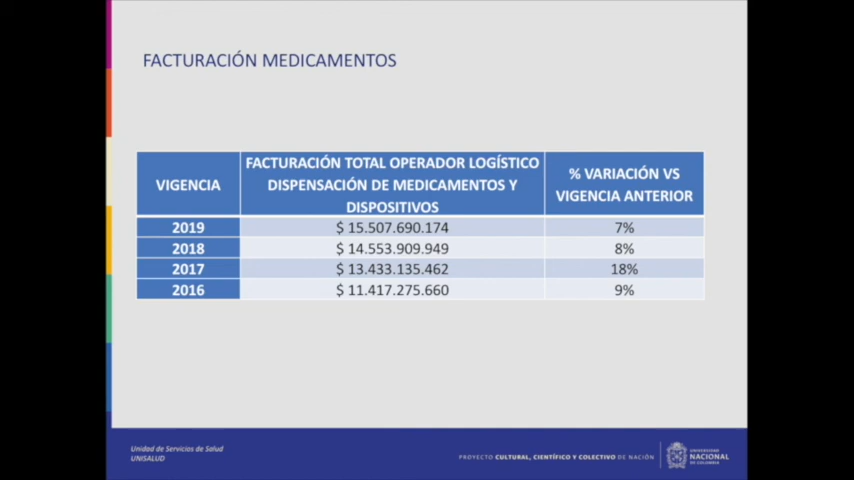 FACTURACIÓN MEDICAMENTOS
VIGENCIA
FACTURACIÓN TOTAL OPERADOR LOGÍSTICO
DISPENSACIÓN DE MEDICAMENTOS Y
DISPOSITIVOS
% VARIACIÓN VS
VIGENCIA ANTERIOR
2019 $ 15.507.690.174 7%
2018 $ 14.553.909.949 8%
2017 $ 13.433.135.462 18%
2016 $ 11.417.275.660 9%
Unidad de Servicios de Salud
UNISALUD
PROYECTO CULTURAL, CIENTÍFICO Y COLECTIVO DE NACIÓN
UNIVERSIDAD
NACIONAL
DE COLOMBIA